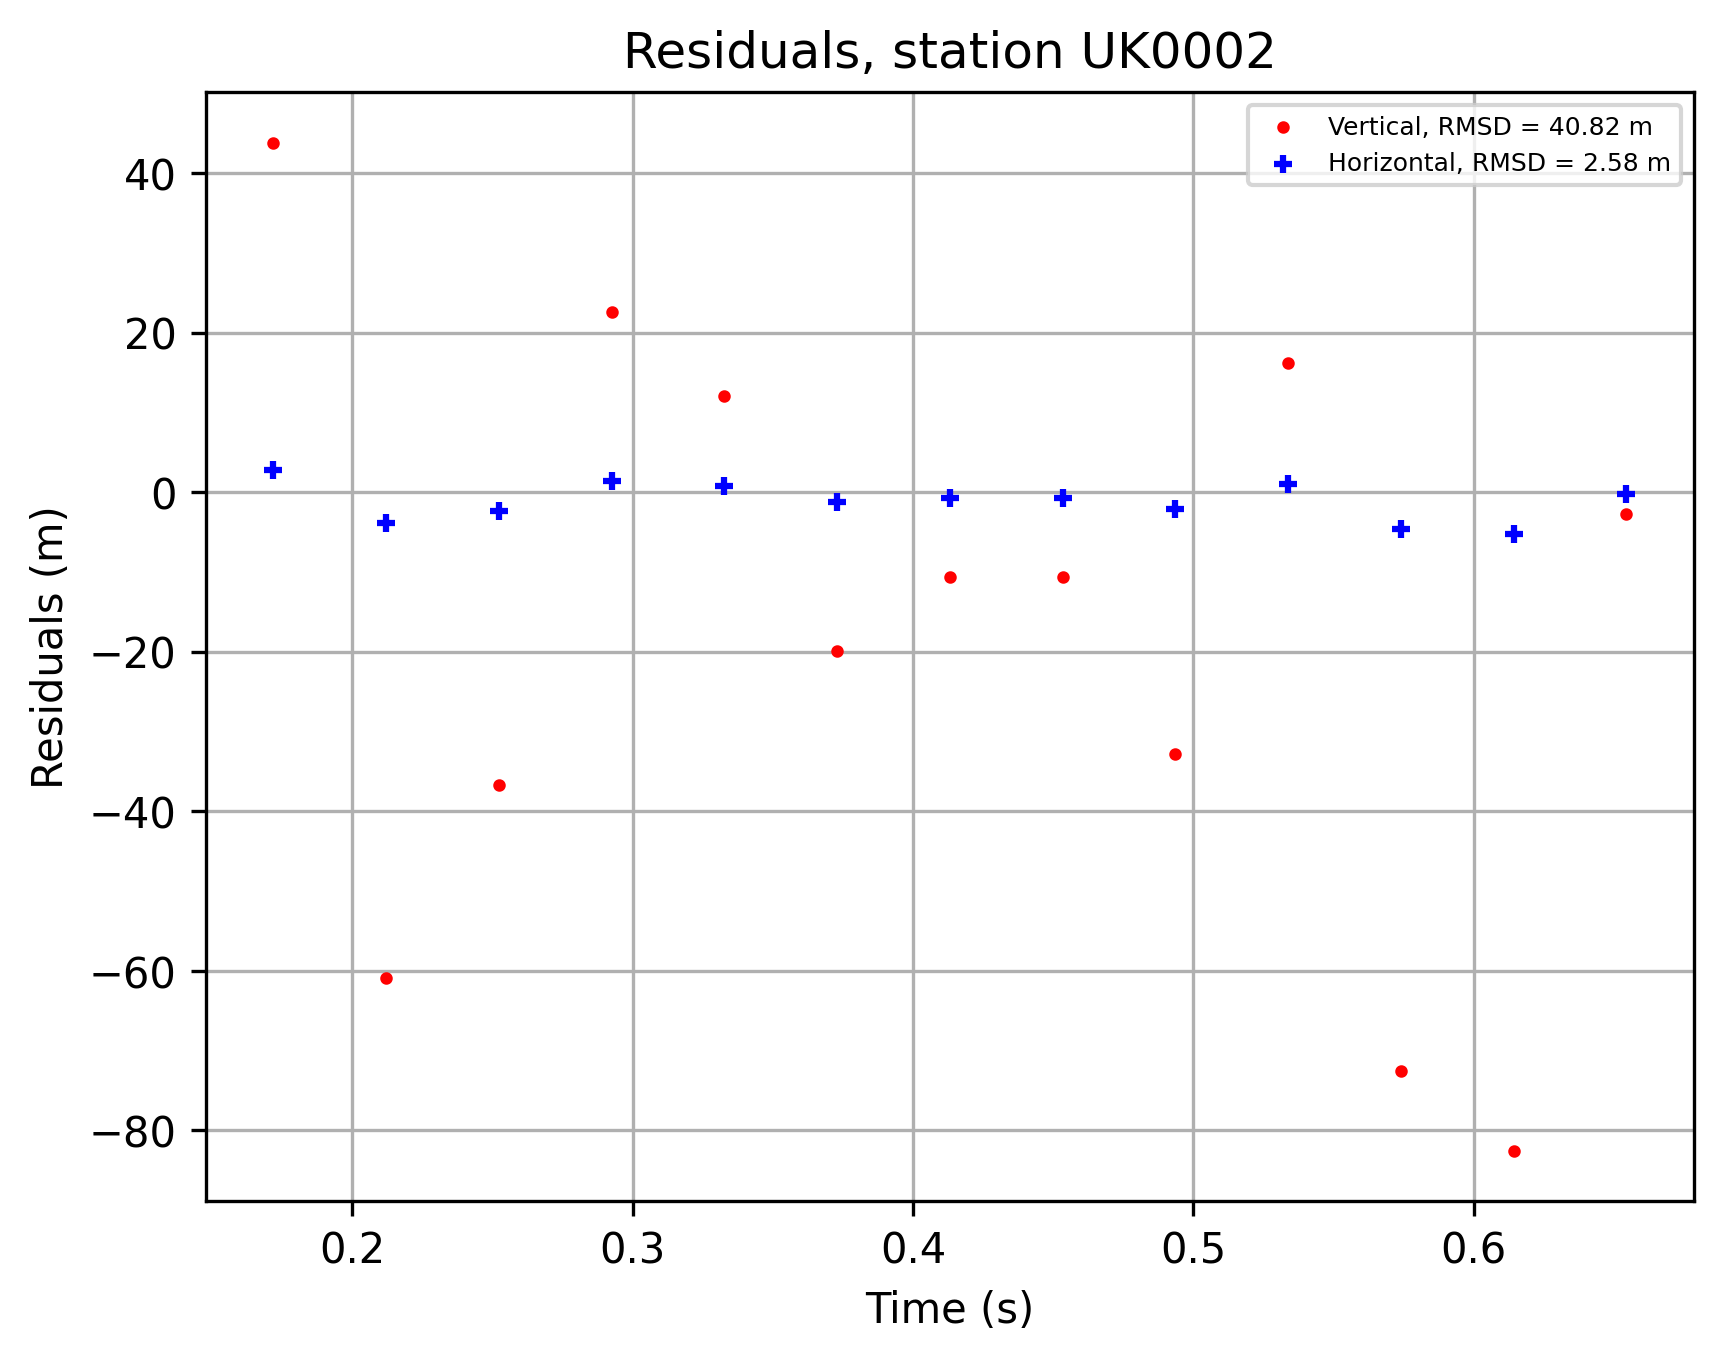 Residuals, station UK0002
Vertical, RMSD = 40.82 m
Horizontal, RMSD = 2.58 m
Residuals (m)
40
20
0
−20
−40
−60
−80
0.2 0.3 0.4 0.5 0.6
Time (s)